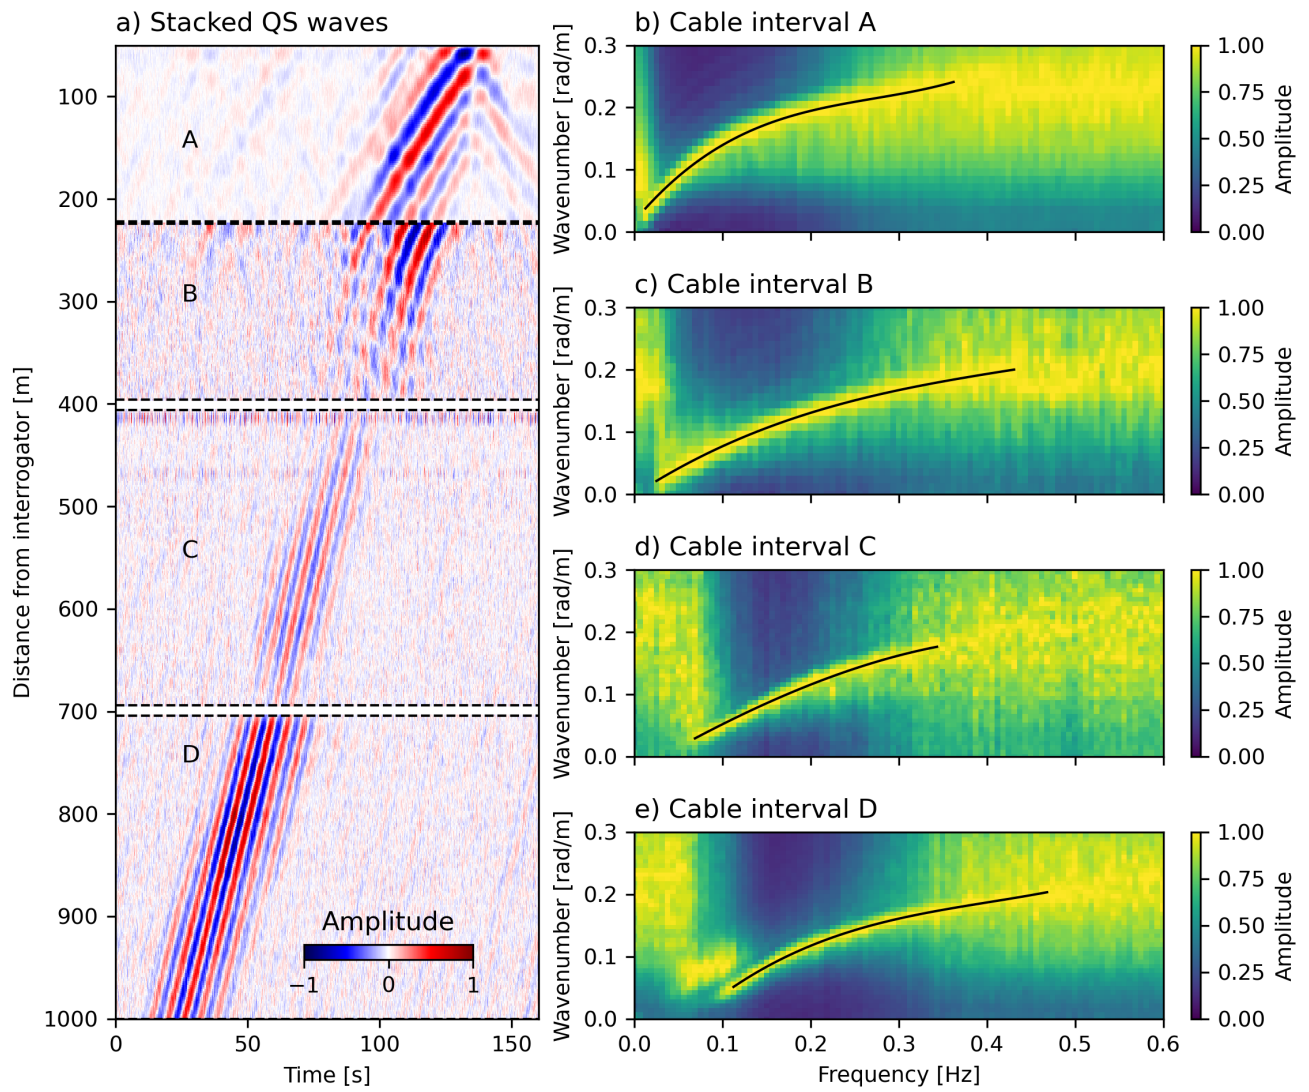 a) Stacked QS waves
100
200
300
400
500
600
700
800
900
1000
Distance from interrogator [m]
A
B
C
D
Amplitude
−1 0 1
0 50 100 150
Time [s]
b) Cable interval A
0.3
0.2
0.1
0.0
Wavenumber [rad/m]
1.00
0.75
0.50
0.25
0.00
Amplitude
c) Cable interval B
0.3
0.2
0.1
0.0
Wavenumber [rad/m]
1.00
0.75
0.50
0.25
0.00
Amplitude
d) Cable interval C
0.3
0.2
0.1
0.0
Wavenumber [rad/m]
1.00
0.75
0.50
0.25
0.00
Amplitude
e) Cable interval D
0.3
0.2
0.1
0.0
Wavenumber [rad/m]
1.00
0.75
0.50
0.25
0.00
Amplitude
0.0 0.1 0.2 0.3 0.4 0.5 0.6
Frequency [Hz]